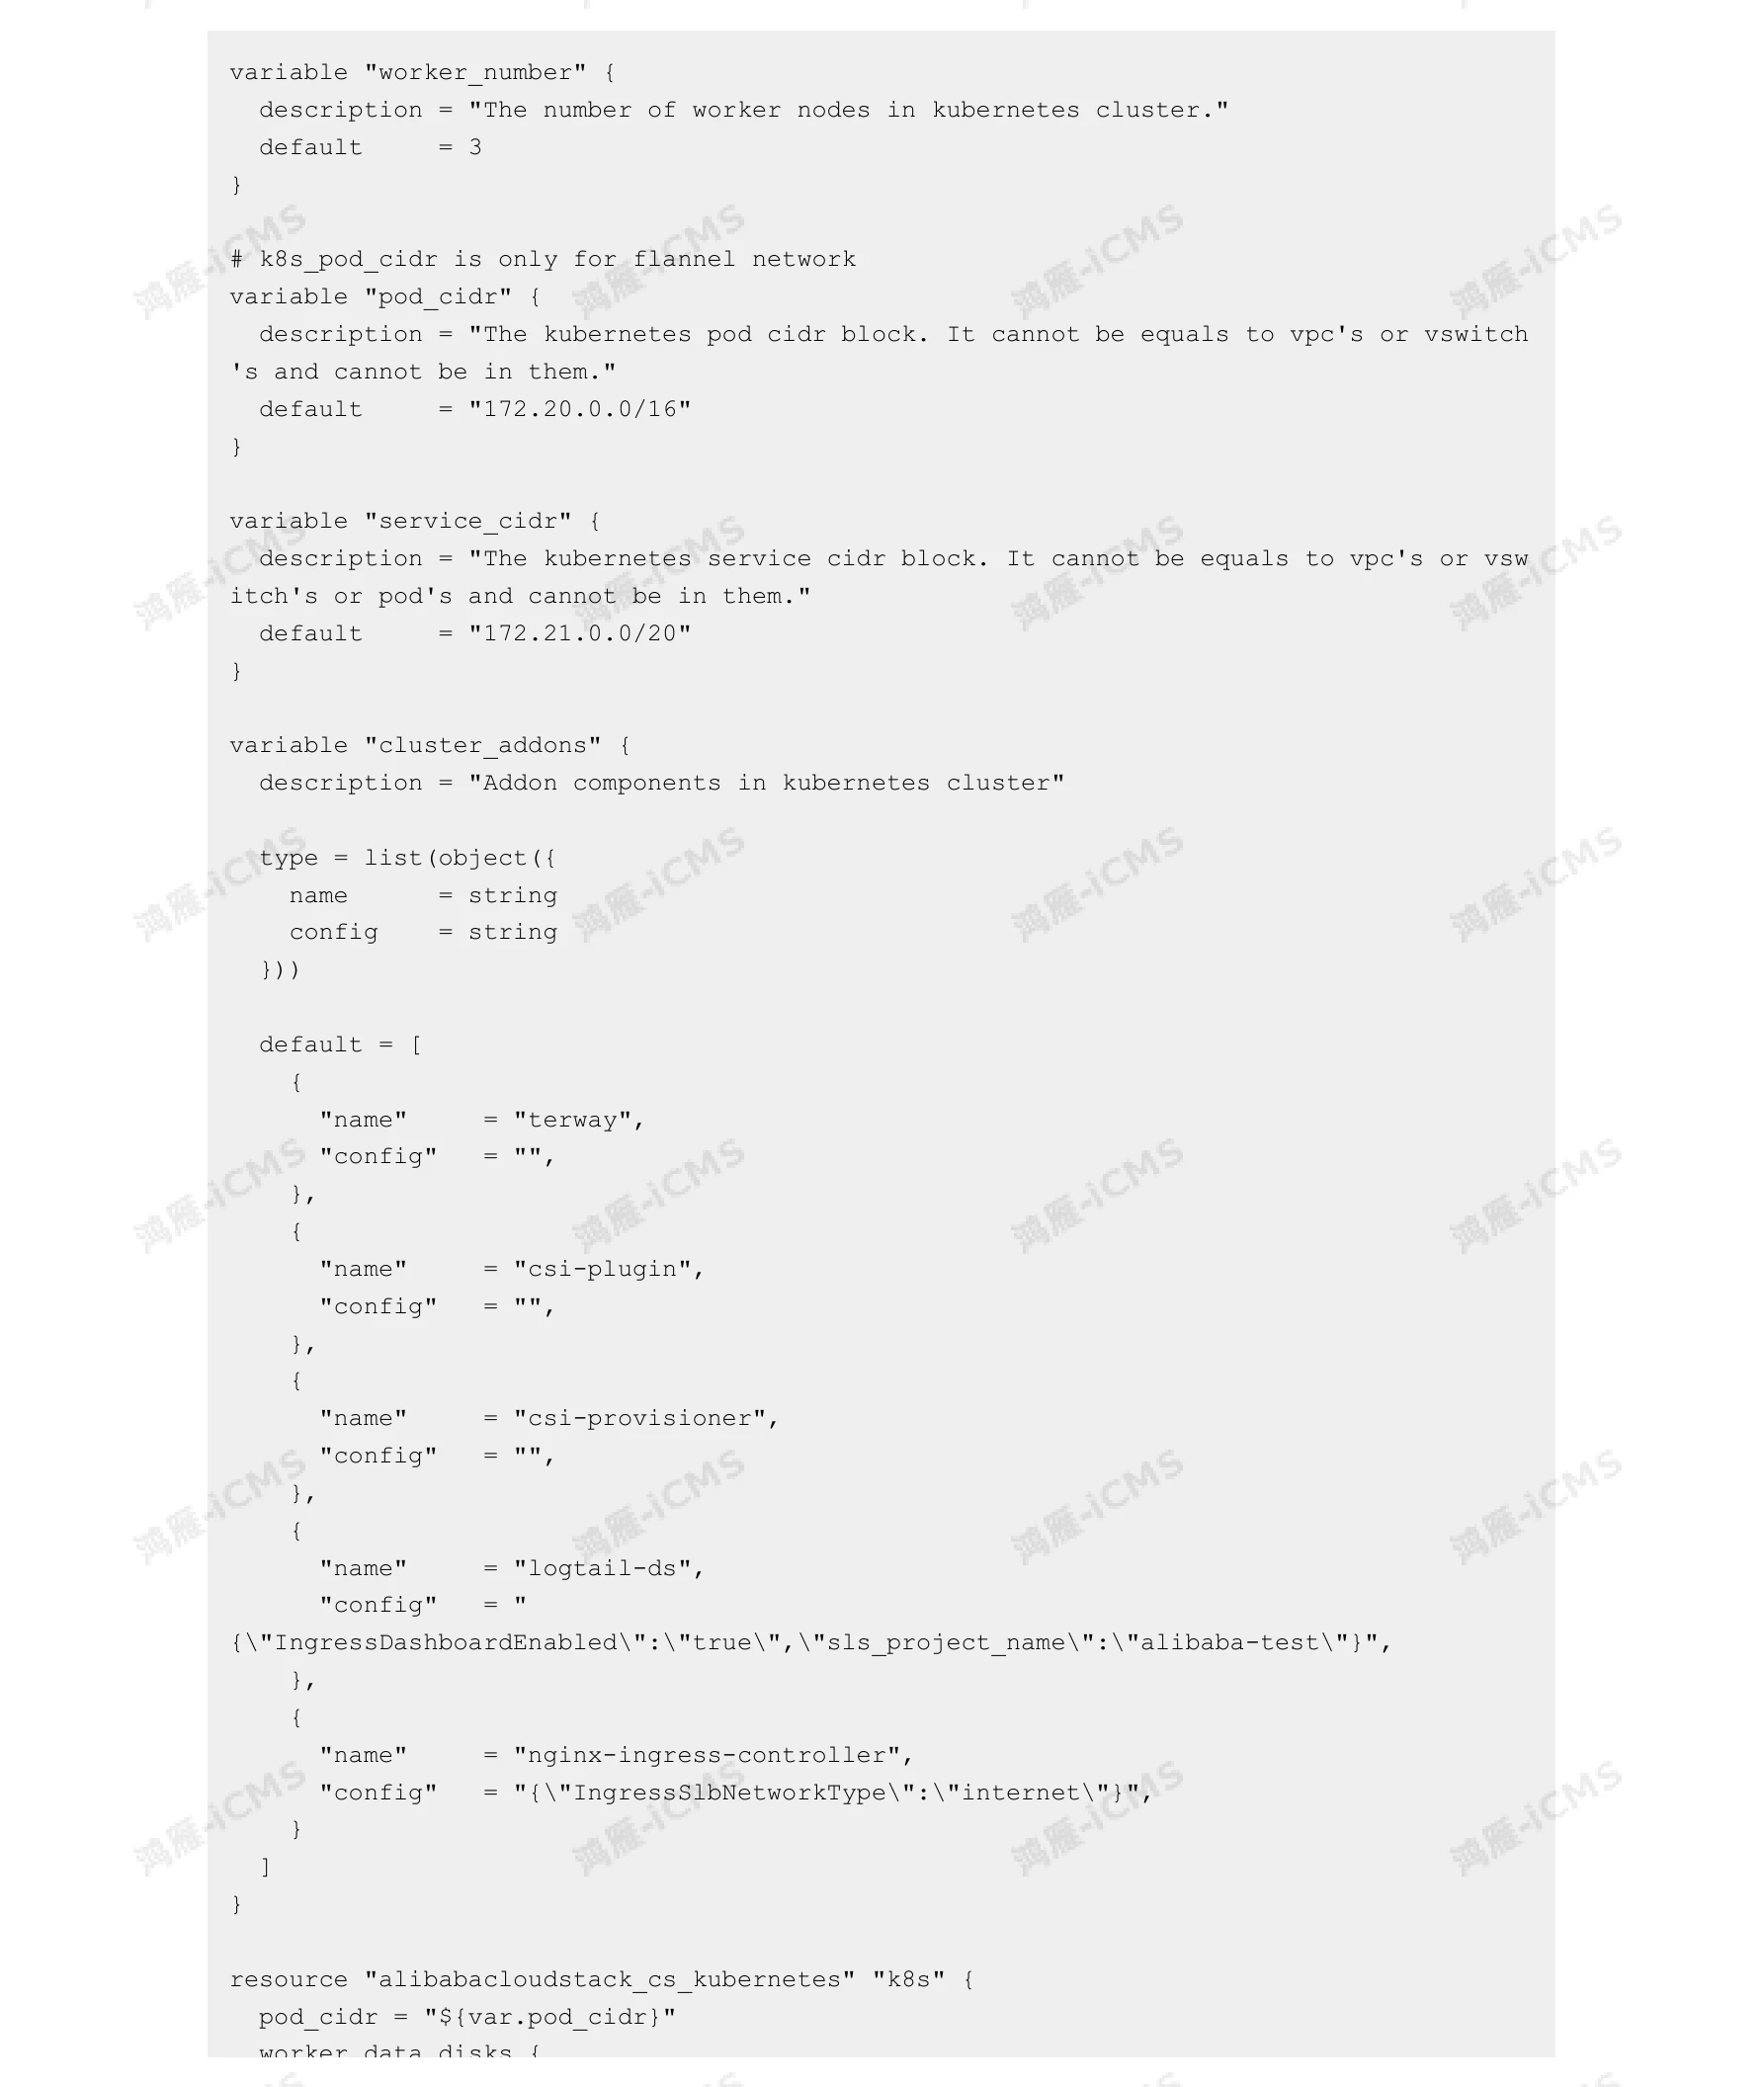 variable "worker_number" {
  description = "The number of worker nodes in kubernetes cluster."
  default     = 3
}

# k8s_pod_cidr is only for flannel network
variable "pod_cidr" {
  description = "The kubernetes pod cidr block. It cannot be equals to vpc's or vswitch
's and cannot be in them."
  default     = "172.20.0.0/16"
}

variable "service_cidr" {
  description = "The kubernetes service cidr block. It cannot be equals to vpc's or vsw
itch's or pod's and cannot be in them."
  default     = "172.21.0.0/20"
}

variable "cluster_addons" {
  description = "Addon components in kubernetes cluster"

  type = list(object({
    name      = string
    config    = string
  }))

  default = [
    {
      "name"     = "terway",
      "config"   = "",
    },
    {
      "name"     = "csi-plugin",
      "config"   = "",
    },
    {
      "name"     = "csi-provisioner",
      "config"   = "",
    },
    {
      "name"     = "logtail-ds",
      "config"   = "
{\"IngressDashboardEnabled\":\"true\",\"sls_project_name\":\"alibaba-test\"}",
    },
    {
      "name"     = "nginx-ingress-controller",
      "config"   = "{\"IngressSlbNetworkType\":\"internet\"}",
    }
  ]
}

resource "alibabacloudstack_cs_kubernetes" "k8s" {
  pod_cidr = "${var.pod_cidr}"
  worker_data_disks {
鸿雁-iCMS